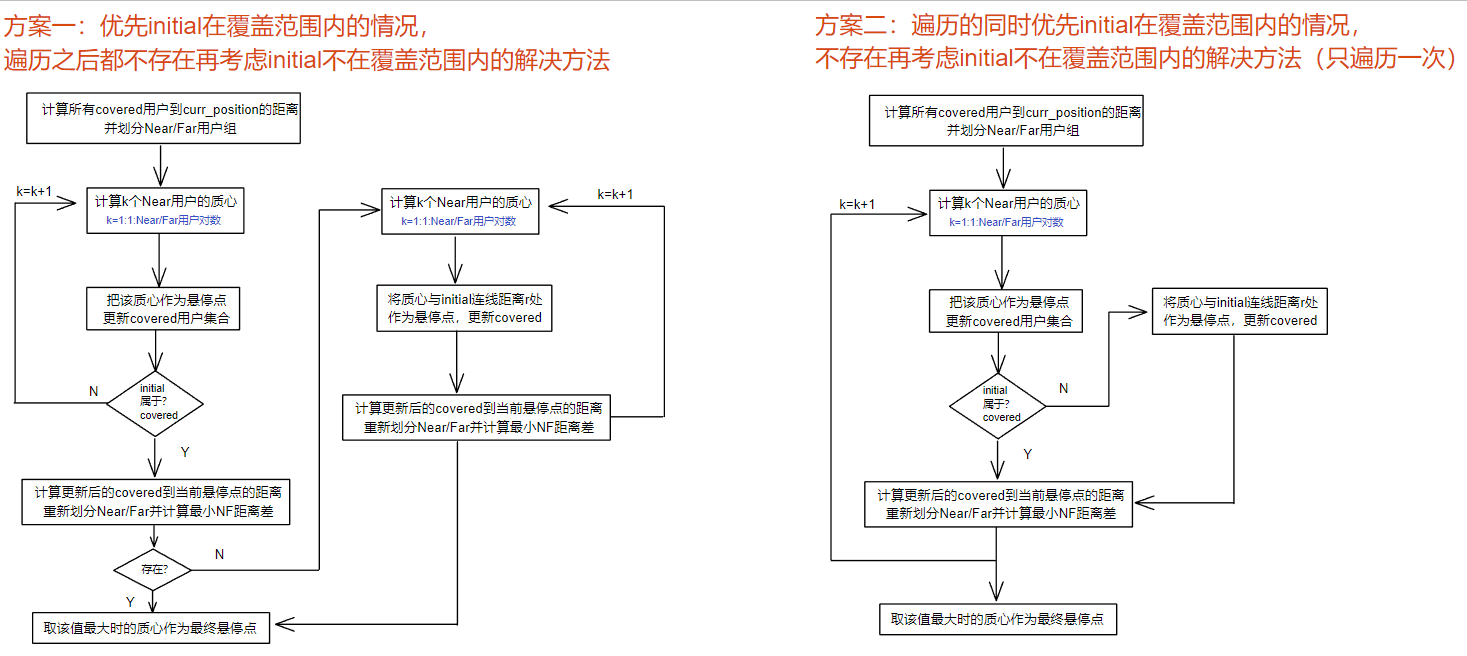 方案一：优先initial在覆盖范围内的情况，
遍历之后都不存在再考虑initial不在覆盖范围内的解决方法
计算所有covered用户到curr_position的距离
并划分Near/Far用户组
k=k+1
计算k个Near用户的质心
k=1:1:Near/Far用户对数
把该质心作为悬停点
更新covered用户集合
initial
属于?
covered
N
Y
计算更新后的covered到当前悬停点的距离
重新划分Near/Far并计算最小NF距离差
存在?
N
Y
取该值最大时的质心作为最终悬停点
计算k个Near用户的质心
k=1:1:Near/Far用户对数
k=k+1
将质心与initial连线距离r处
作为悬停点，更新covered
计算更新后的covered到当前悬停点的距离
重新划分Near/Far并计算最小NF距离差
方案二：遍历的同时优先initial在覆盖范围内的情况，
不存在再考虑initial不在覆盖范围内的解决方法（只遍历一次）
计算所有covered用户到curr_position的距离
并划分Near/Far用户组
k=k+1
计算k个Near用户的质心
k=1:1:Near/Far用户对数
把该质心作为悬停点
更新covered用户集合
initial
属于?
covered
N
将质心与initial连线距离r处
作为悬停点，更新covered
Y
计算更新后的covered到当前悬停点的距离
重新划分Near/Far并计算最小NF距离差
取该值最大时的质心作为最终悬停点